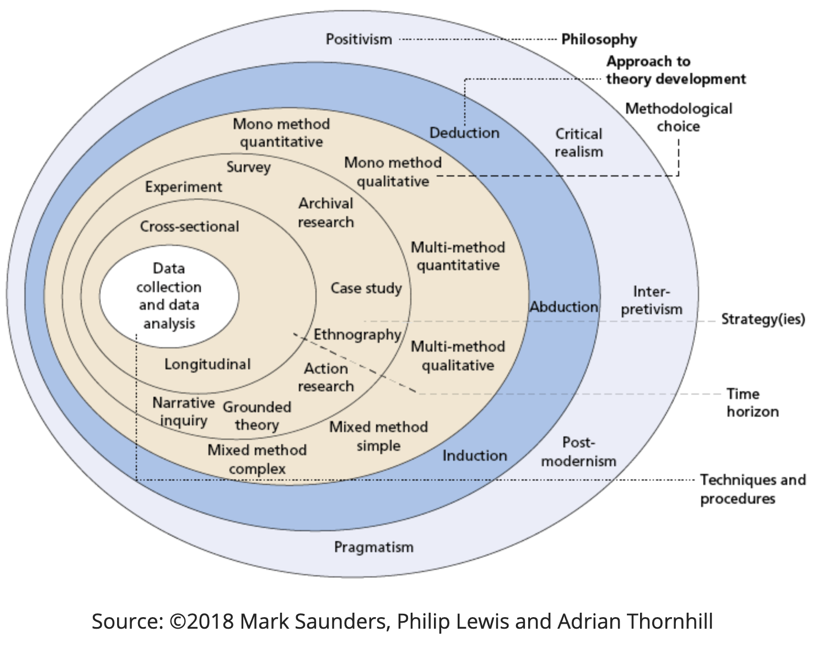 Positivism
Philosophy
Approach to
theory development
Methodological
choice
Deduction
Critical
realism
Mono method
quantitative
Mono method
qualitative
Survey
Experiment
Archival
research
Cross-sectional
Multi-method
quantitative
Data
collection
and data
analysis
Case study
Abduction
Inter-
pretivism
Strategy(ies)
Ethnography
Multi-method
qualitative
Longitudinal
Action
research
Time
horizon
Narrative
inquiry
Grounded
theory
Mixed method
simple
Mixed method
complex
Induction
Post-
modernism
Techniques and
procedures
Pragmatism
Source: ©2018 Mark Saunders, Philip Lewis and Adrian Thornhill